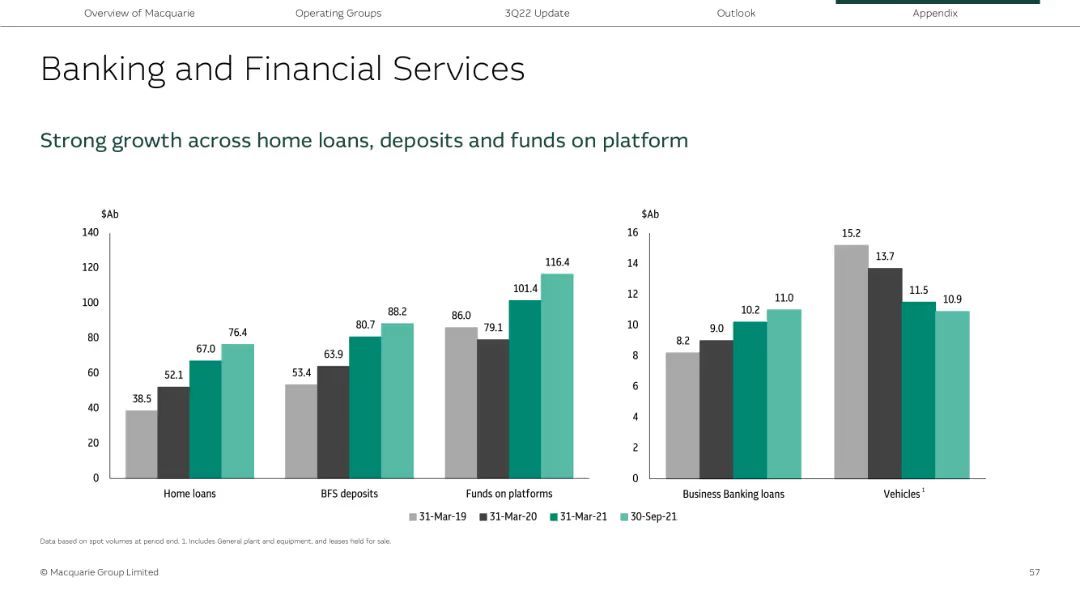 Overview of Macquarie
Operating Groups
3Q22 Update
Outlook
Appendix
Banking and Financial Services
Strong growth across home loans, deposits and funds on platform
$Ab
140
120
100
80
60
40
20
0
38.5
52.1
67.0
76.4
53.4
63.9
80.7
88.2
86.0
79.1
101.4
116.4
Home loans
BFS deposits
Funds on platforms
$Ab
16
14
12
10
8
6
4
2
0
8.2
9.0
10.2
11.0
15.2
13.7
11.5
10.9
Business Banking loans
Vehicles 1
31-Mar-19
31-Mar-20
31-Mar-21
30-Sep-21
Data based on spot volumes at period end. 1. Includes General plant and equipment, and leases held for sale.
© Macquarie Group Limited
57